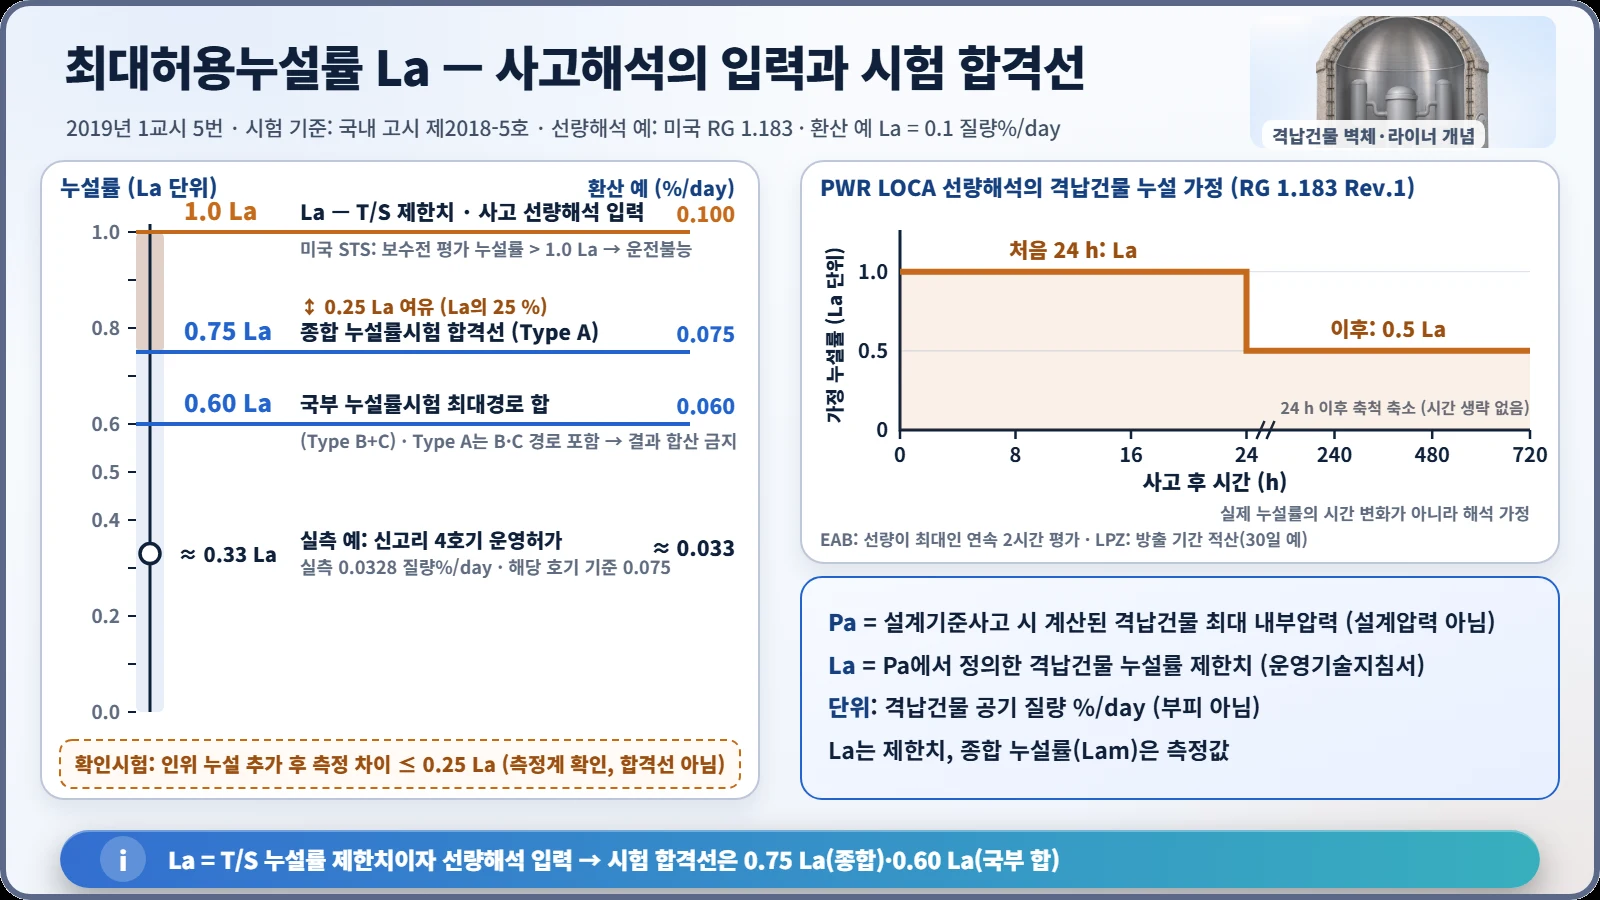 최대허용누설률 La — 사고해석의 입력과 시험 합격선
2019년 1교시 5번 · 시험 기준: 국내 고시 제2018-5호 · 선량해석 예: 미국 RG 1.183 · 환산 예 La = 0.1 질량%/day
격납건물 벽체·라이너 개념
누설률 (La 단위)
환산 예 (%/day)
1.0 La
La — T/S 제한치 · 사고 선량해석 입력
0.100
1.0
미국 STS: 보수전 평가 누설률 > 1.0 La → 운전불능
↕ 0.25 La 여유 (La의 25 %)
0.8
0.75 La
종합 누설률시험 합격선 (Type A)
0.075
0.60 La
국부 누설률시험 최대경로 합
0.060
0.6
(Type B+C) · Type A는 B·C 경로 포함 → 결과 합산 금지
0.5
0.4
≈ 0.33 La
실측 예: 신고리 4호기 운영허가
≈ 0.033
실측 0.0328 질량%/day · 해당 호기 기준 0.075
0.2
0.0
확인시험: 인위 누설 추가 후 측정 차이 ≤ 0.25 La (측정계 확인, 합격선 아님)
PWR LOCA 선량해석의 격납건물 누설 가정 (RG 1.183 Rev.1)
가정 누설률 (La 단위)
처음 24 h: La
1.0
이후: 0.5 La
0.5
24 h 이후 축척 축소 (시간 생략 없음)
0
0
8
16
24
240
480
720
사고 후 시간 (h)
실제 누설률의 시간 변화가 아니라 해석 가정
EAB: 선량이 최대인 연속 2시간 평가 · LPZ: 방출 기간 적산(30일 예)
Pa = 설계기준사고 시 계산된 격납건물 최대 내부압력 (설계압력 아님)
La = Pa에서 정의한 격납건물 누설률 제한치 (운영기술지침서)
단위: 격납건물 공기 질량 %/day (부피 아님)
La는 제한치, 종합 누설률(Lam)은 측정값
i
La = T/S 누설률 제한치이자 선량해석 입력 → 시험 합격선은 0.75 La(종합)·0.60 La(국부 합)